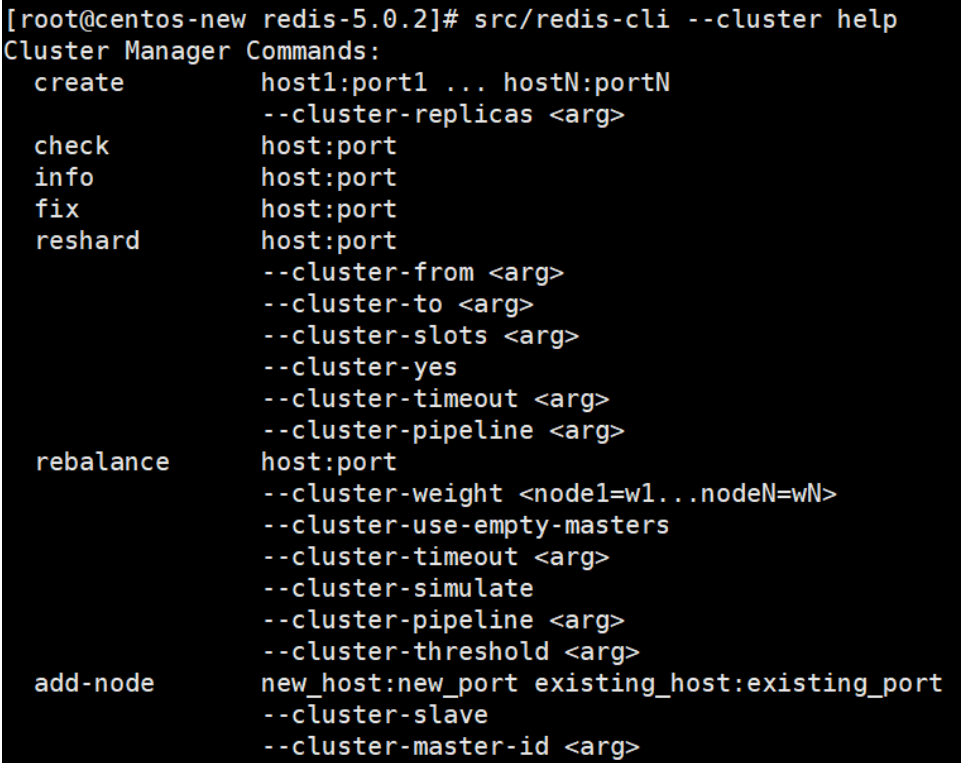 [root@centos-new redis-5.0.2]# src/redis-cli --cluster help
Cluster Manager Commands:
  create         host1:port1 ... hostN:portN
                 --cluster-replicas <arg>
  check          host:port
  info           host:port
  fix            host:port
  reshard        host:port
                 --cluster-from <arg>
                 --cluster-to <arg>
                 --cluster-slots <arg>
                 --cluster-yes
                 --cluster-timeout <arg>
                 --cluster-pipeline <arg>
  rebalance      host:port
                 --cluster-weight <node1=w1...nodeN=wN>
                 --cluster-use-empty-masters
                 --cluster-timeout <arg>
                 --cluster-simulate
                 --cluster-pipeline <arg>
                 --cluster-threshold <arg>
  add-node       new_host:new_port existing_host:existing_port
                 --cluster-slave
                 --cluster-master-id <arg>